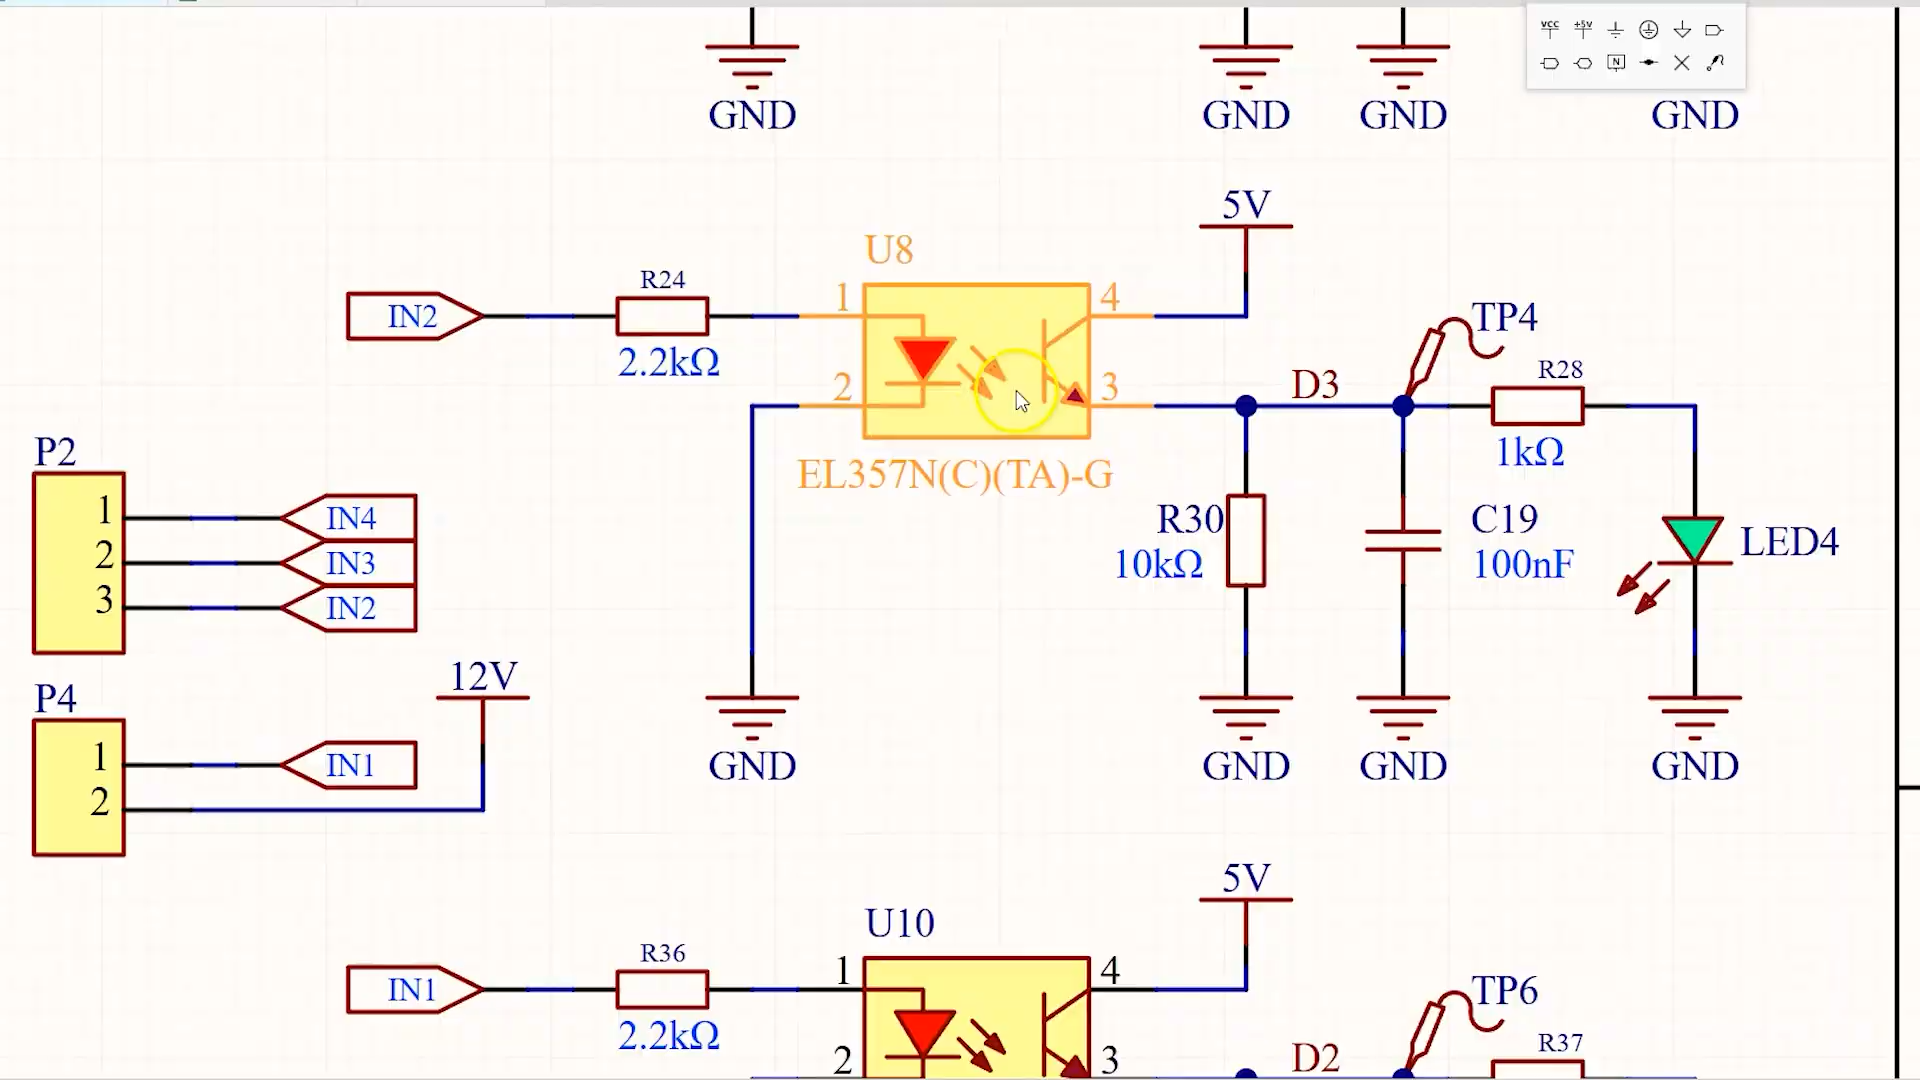 VCC +5V
N
GND GND GND GND
5V
U8
IN2 R24 1 4 TP4
2.2kΩ 2 3 D3 R28
1kΩ
EL357N(C)(TA)-G
P2
1 IN4
2 IN3
3 IN2
R30 C19 LED4
10kΩ 100nF
12V
P4
1 IN1
2
GND GND GND GND
5V
U10
IN1 R36 1 4 TP6
2.2kΩ 2 3 D2 R37